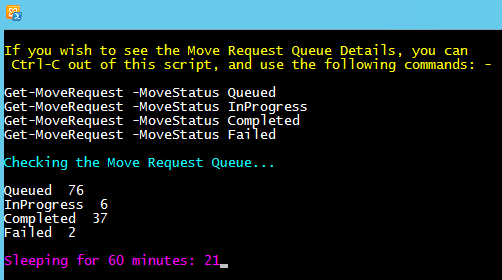 If you wish to see the Move Request Queue Details, you can
Ctrl-C out of this script, and use the following commands: -
Get-MoveRequest -MoveStatus Queued
Get-MoveRequest -MoveStatus InProgress
Get-MoveRequest -MoveStatus Completed
Get-MoveRequest -MoveStatus Failed
Checking the Move Request Queue...
Queued  76
InProgress  6
Completed  37
Failed  2
Sleeping for 60 minutes: 21